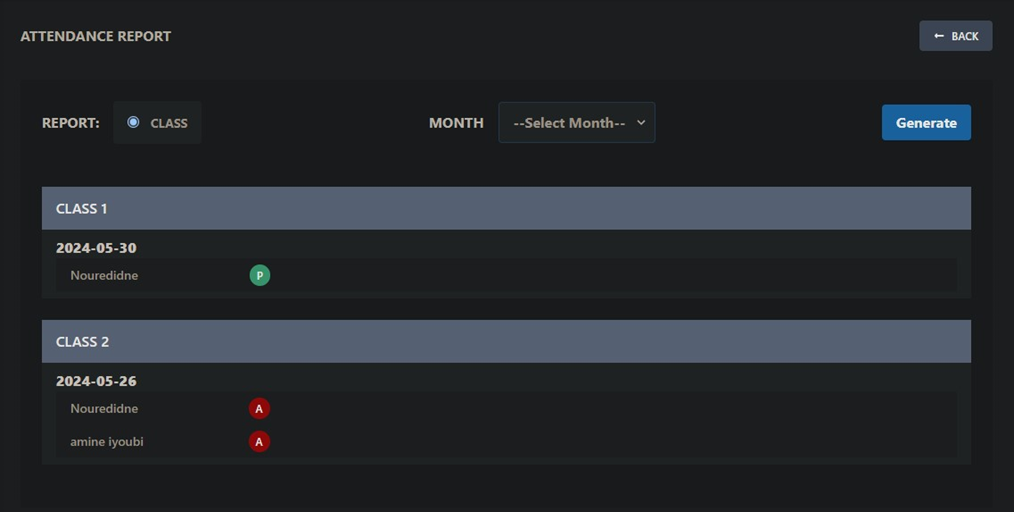 ATTENDANCE REPORT
← BACK
REPORT: CLASS MONTH --Select Month-- Generate
CLASS 1
2024-05-30
Nouredidne P
CLASS 2
2024-05-26
Nouredidne A
amine iyoubi A